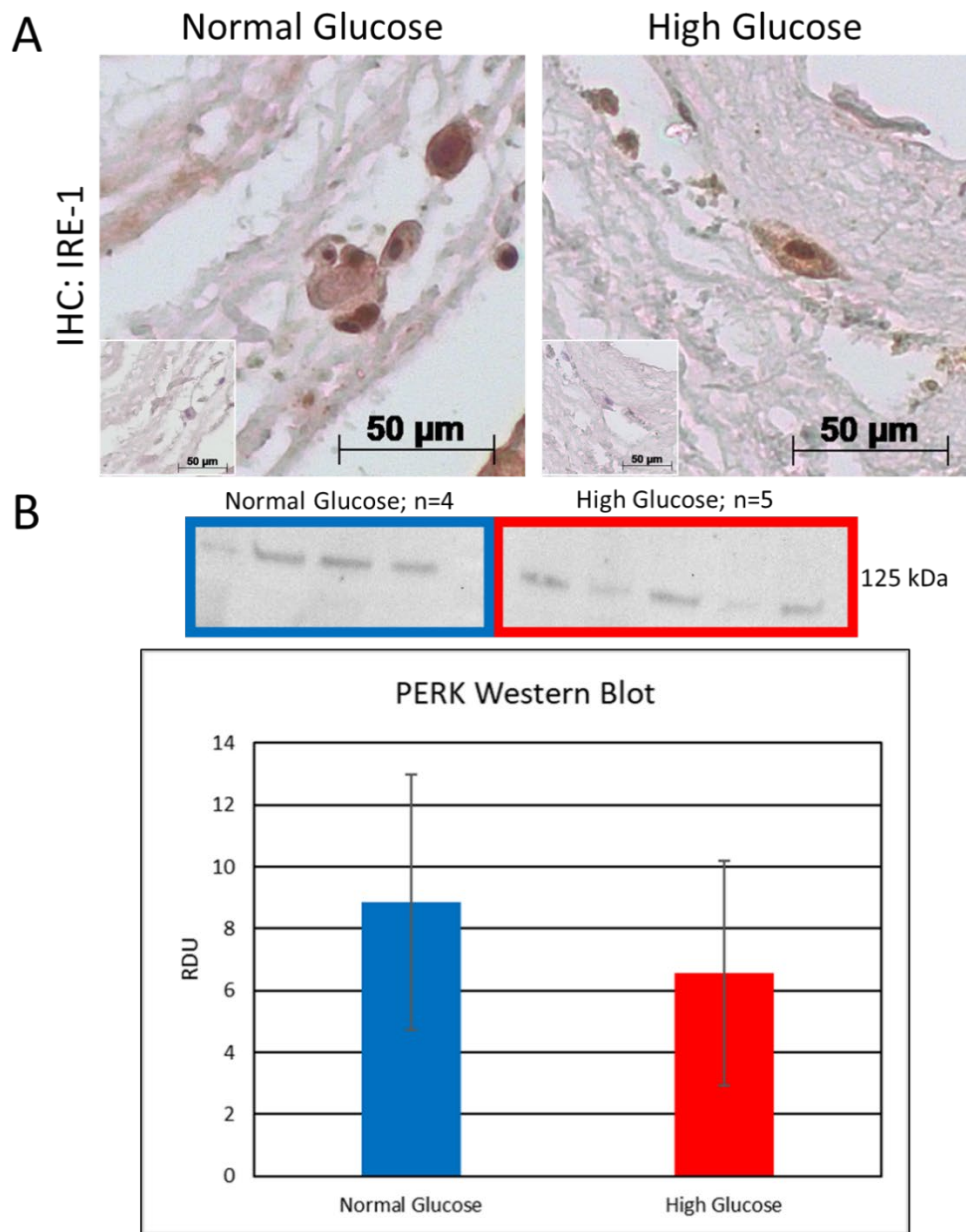 A
Normal Glucose
High Glucose
IHC: IRE-1
50 µm
50 µm
50 µm
50 µm
B
Normal Glucose; n=4
High Glucose; n=5
125 kDa
PERK Western Blot
14
12
10
8
6
4
2
0
RDU
Normal Glucose
High Glucose